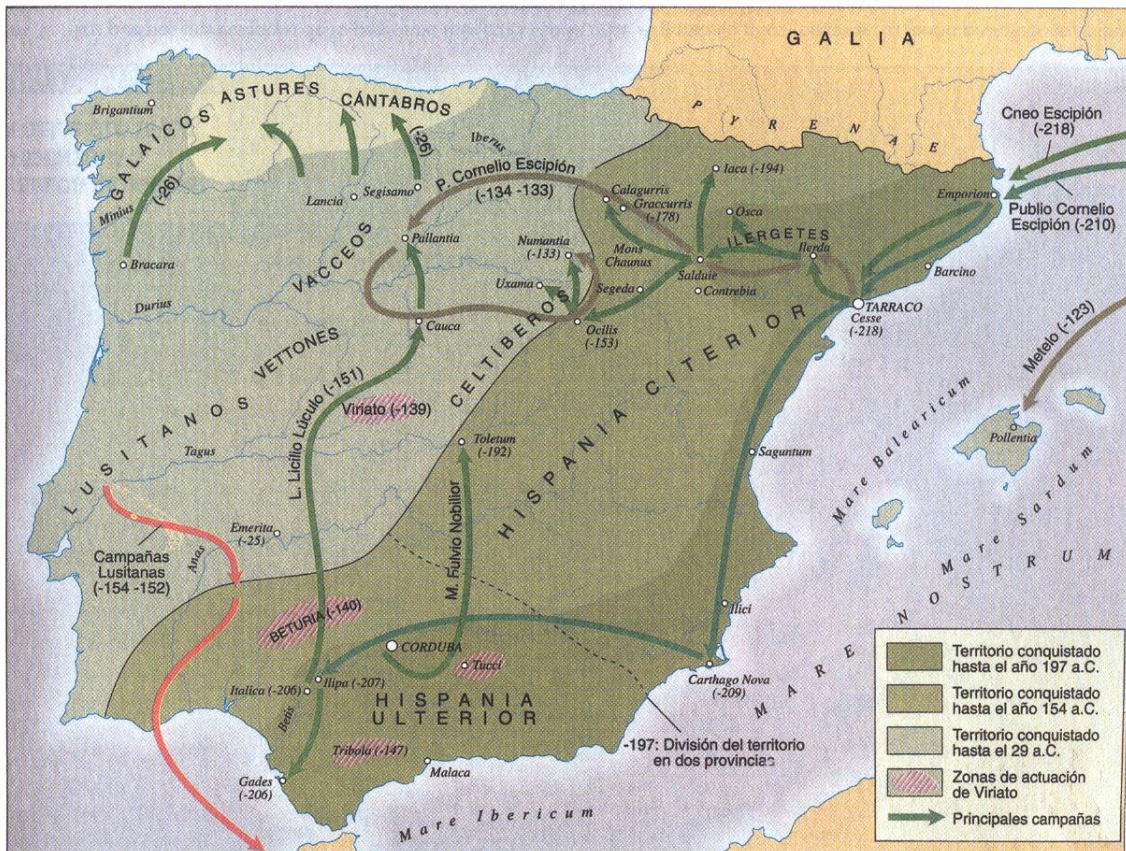 GALIA
PYRENAE
Brigantium
GALAICOS
ASTURES
CÁNTABROS
Minius
(-26)
(-26)
Iberus
Lancia
Segisamo
P. Cornelio Escipión
(-134 -133)
Calagurris
Graccurris
(-178)
Iaca (-194)
Osca
ILERGETES
Ilerda
Emporion
Cneo Escipión
(-218)
Publio Cornelio
Escipión (-210)
Bracara
Pallantia
VACCEOS
Numantia
(-133)
Mons
Chaunus
Salduie
Barcino
Uxama
Segeda
Contrebia
TARRACO
Cesse
(-218)
Durius
Cauca
Ocilis
(-153)
VETTONES
CELTÍBEROS
HISPANIA CITERIOR
Metelo (-123)
L. Licilio Lúculo (-151)
Viriato (-139)
Pollentia
LUSITANOS
Tagus
Toletum
(-192)
Saguntum
Mare Balearicum
Mare Sardum
MARE NOSTRUM
M. Fulvio Nobilior
Emerita
(-25)
Anas
Campañas
Lusitanas
(-154 -152)
BETURIA (-140)
Ilici
CORDUBA
Tucci
Carthago Nova
(-209)
Italica (-206)
Ilipa (-207)
HISPANIA
ULTERIOR
Betis
-197: División del territorio
en dos provincias
Tribola (-147)
Malaca
Gades
(-206)
Mare Ibericum
Territorio conquistado
hasta el año 197 a.C.
Territorio conquistado
hasta el año 154 a.C.
Territorio conquistado
hasta el 29 a.C.
Zonas de actuación
de Viriato
Principales campañas